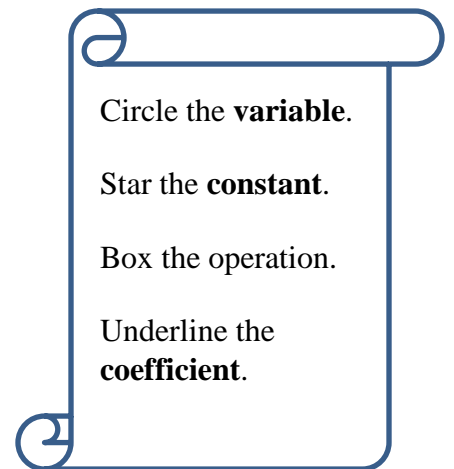 Circle the variable.
Star the constant.
Box the operation.
Underline the
coefficient.